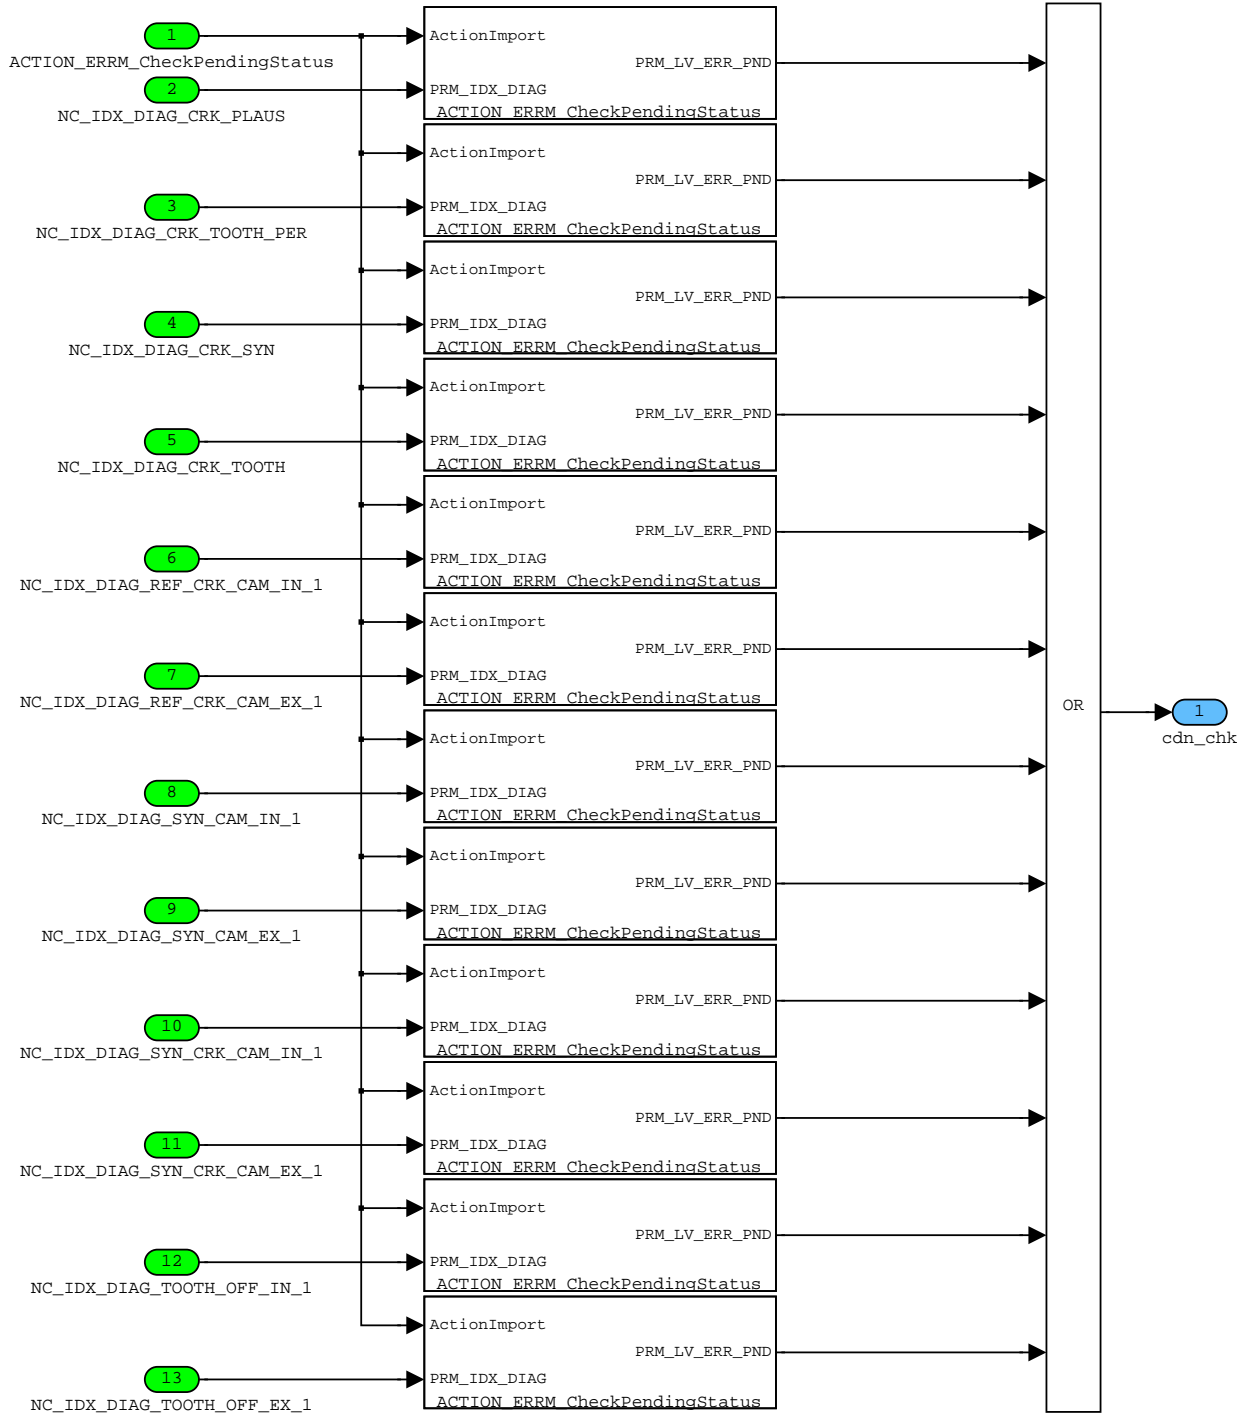 1
ActionImport
ACTION_ERRM_CheckPendingStatus
PRM_LV_ERR_PND
2
PRM_IDX_DIAG
NC_IDX_DIAG_CRK_PLAUS
ACTION_ERRM_CheckPendingStatus
ActionImport
PRM_LV_ERR_PND
3
PRM_IDX_DIAG
NC_IDX_DIAG_CRK_TOOTH_PER
ACTION_ERRM_CheckPendingStatus
ActionImport
PRM_LV_ERR_PND
4
PRM_IDX_DIAG
NC_IDX_DIAG_CRK_SYN
ACTION_ERRM_CheckPendingStatus
ActionImport
PRM_LV_ERR_PND
5
PRM_IDX_DIAG
NC_IDX_DIAG_CRK_TOOTH
ACTION_ERRM_CheckPendingStatus
ActionImport
PRM_LV_ERR_PND
6
PRM_IDX_DIAG
NC_IDX_DIAG_REF_CRK_CAM_IN_1
ACTION_ERRM_CheckPendingStatus
ActionImport
PRM_LV_ERR_PND
7
PRM_IDX_DIAG
NC_IDX_DIAG_REF_CRK_CAM_EX_1
ACTION_ERRM_CheckPendingStatus
OR
1
cdn_chk
ActionImport
PRM_LV_ERR_PND
8
PRM_IDX_DIAG
NC_IDX_DIAG_SYN_CAM_IN_1
ACTION_ERRM_CheckPendingStatus
ActionImport
PRM_LV_ERR_PND
9
PRM_IDX_DIAG
NC_IDX_DIAG_SYN_CAM_EX_1
ACTION_ERRM_CheckPendingStatus
ActionImport
PRM_LV_ERR_PND
10
PRM_IDX_DIAG
NC_IDX_DIAG_SYN_CRK_CAM_IN_1
ACTION_ERRM_CheckPendingStatus
ActionImport
PRM_LV_ERR_PND
11
PRM_IDX_DIAG
NC_IDX_DIAG_SYN_CRK_CAM_EX_1
ACTION_ERRM_CheckPendingStatus
ActionImport
PRM_LV_ERR_PND
12
PRM_IDX_DIAG
NC_IDX_DIAG_TOOTH_OFF_IN_1
ACTION_ERRM_CheckPendingStatus
ActionImport
PRM_LV_ERR_PND
13
PRM_IDX_DIAG
NC_IDX_DIAG_TOOTH_OFF_EX_1
ACTION_ERRM_CheckPendingStatus